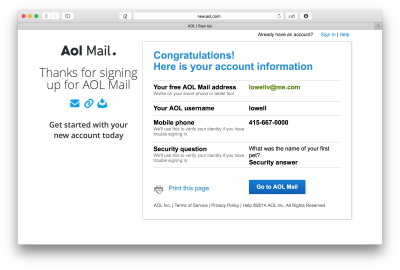 new.aol.com
AOL | Sign Up
Already have an account? Sign In | Help
Aol Mail.
Thanks for signing
up for AOL Mail
Get started with your
new account today
Congratulations!
Here is your account information
Your free AOL Mail address lowellv@me.com
Works on your smart phone or tablet too!
Your AOL username lowell
Mobile phone 415-667-0000
We'll use this to verify your identity if you have
trouble signing in.
Security question What was the name of your first
We'll use this to verify your identity if you have pet?
trouble signing in. Security answer
Print this page Go to AOL Mail
AOL Inc. | Terms of Service | Privacy Policy | Help ©2014 AOL Inc. All Rights Reserved